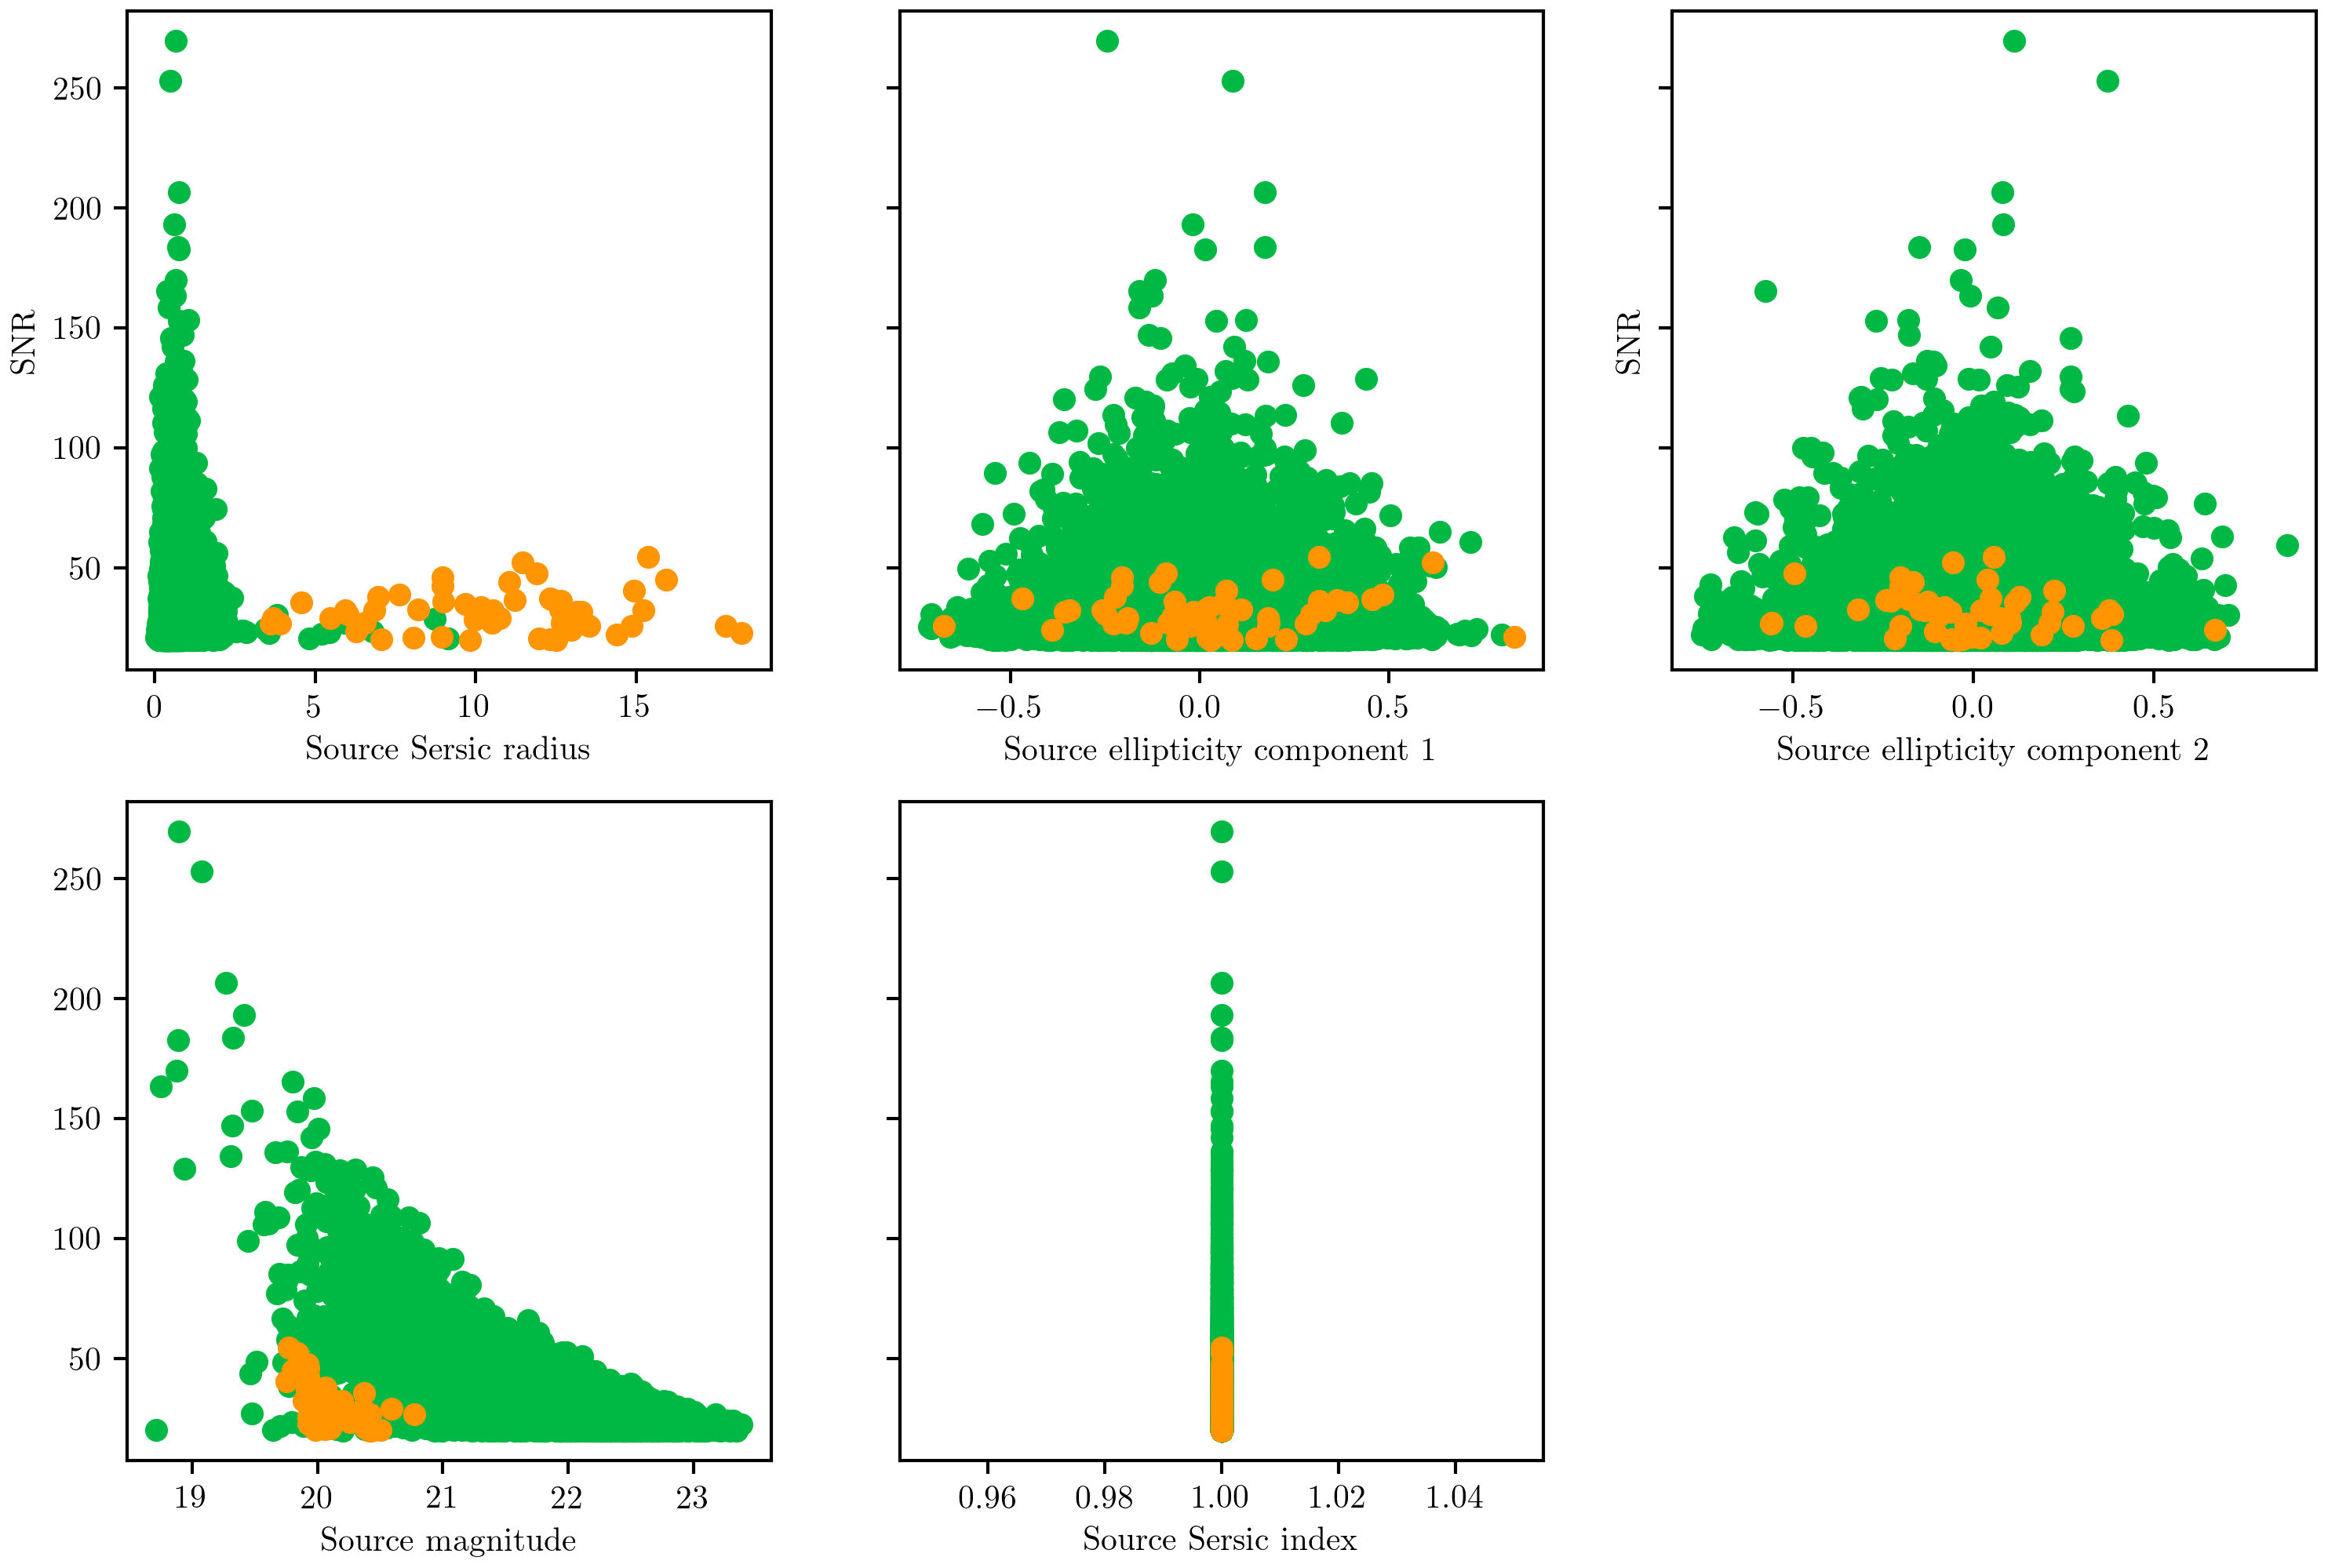 250
200
150
100
50
SNR
0 5 10 15
Source Sersic radius
−0.5 0.0 0.5
Source ellipticity component 1
SNR
−0.5 0.0 0.5
Source ellipticity component 2
250
200
150
100
50
19 20 21 22 23
Source magnitude
0.96 0.98 1.00 1.02 1.04
Source Sersic index